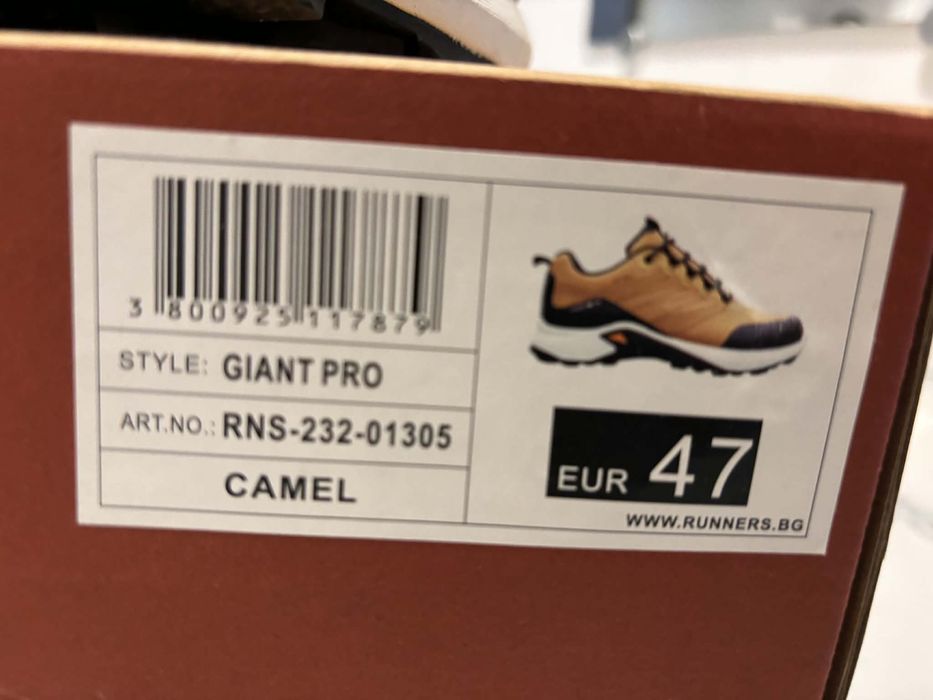 3 800925 117879
STYLE: GIANT PRO
ART.NO.: RNS-232-01305
CAMEL
EUR 47
WWW.RUNNERS.BG